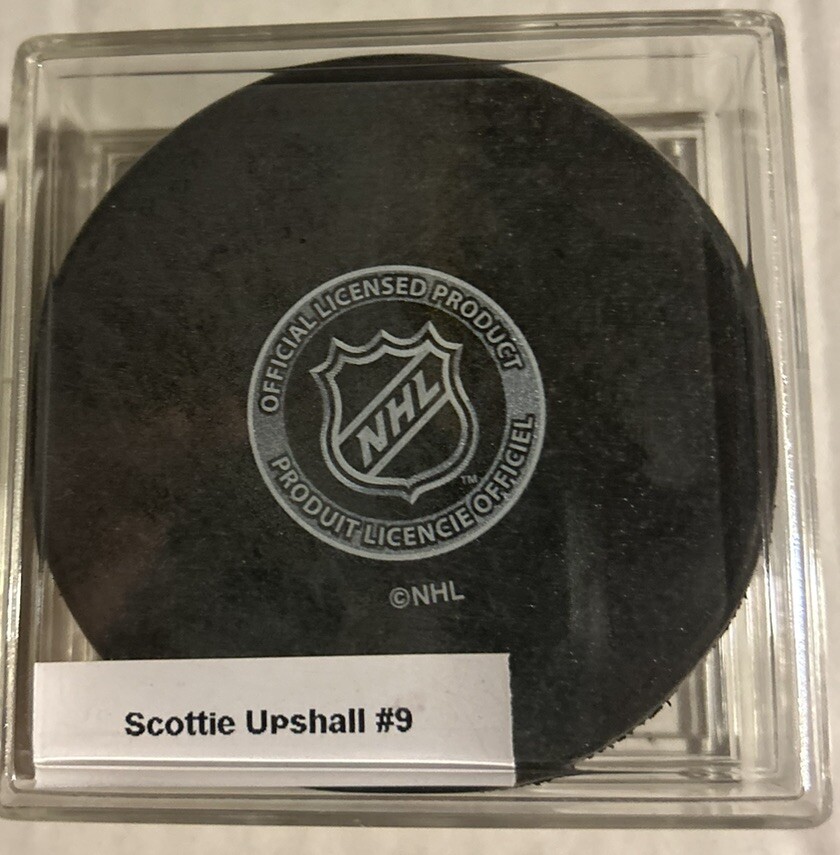 OFFICIAL LICENSED PRODUCT
NHL
TM
PRODUIT LICENCIE OFFICIEL
©NHL
Scottie Upshall #9